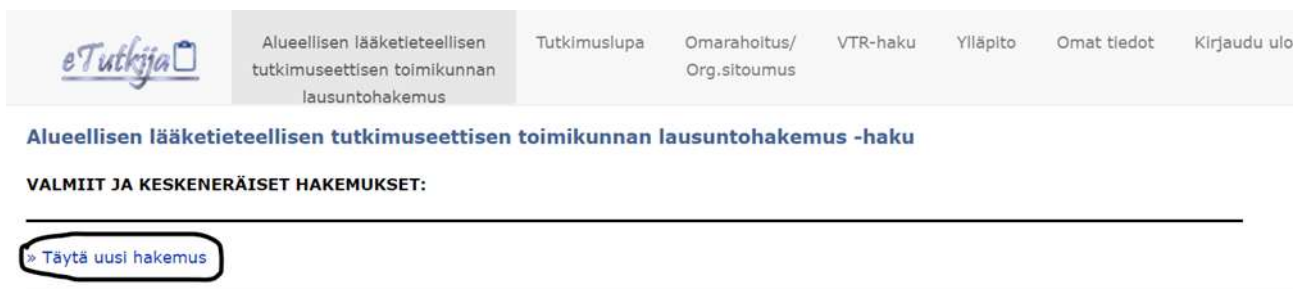 eTutkija
Alueellisen lääketieteellisen
tutkimuseettisen toimikunnan
lausuntohakemus
Tutkimuslupa
Omarahoitus/
Org.sitoumus
VTR-haku
Ylläpito
Omat tiedot
Kirjaudu ulo
Alueellisen lääketieteellisen tutkimuseettisen toimikunnan lausuntohakemus -haku
VALMIIT JA KESKENERÄISET HAKEMUKSET:
» Täytä uusi hakemus